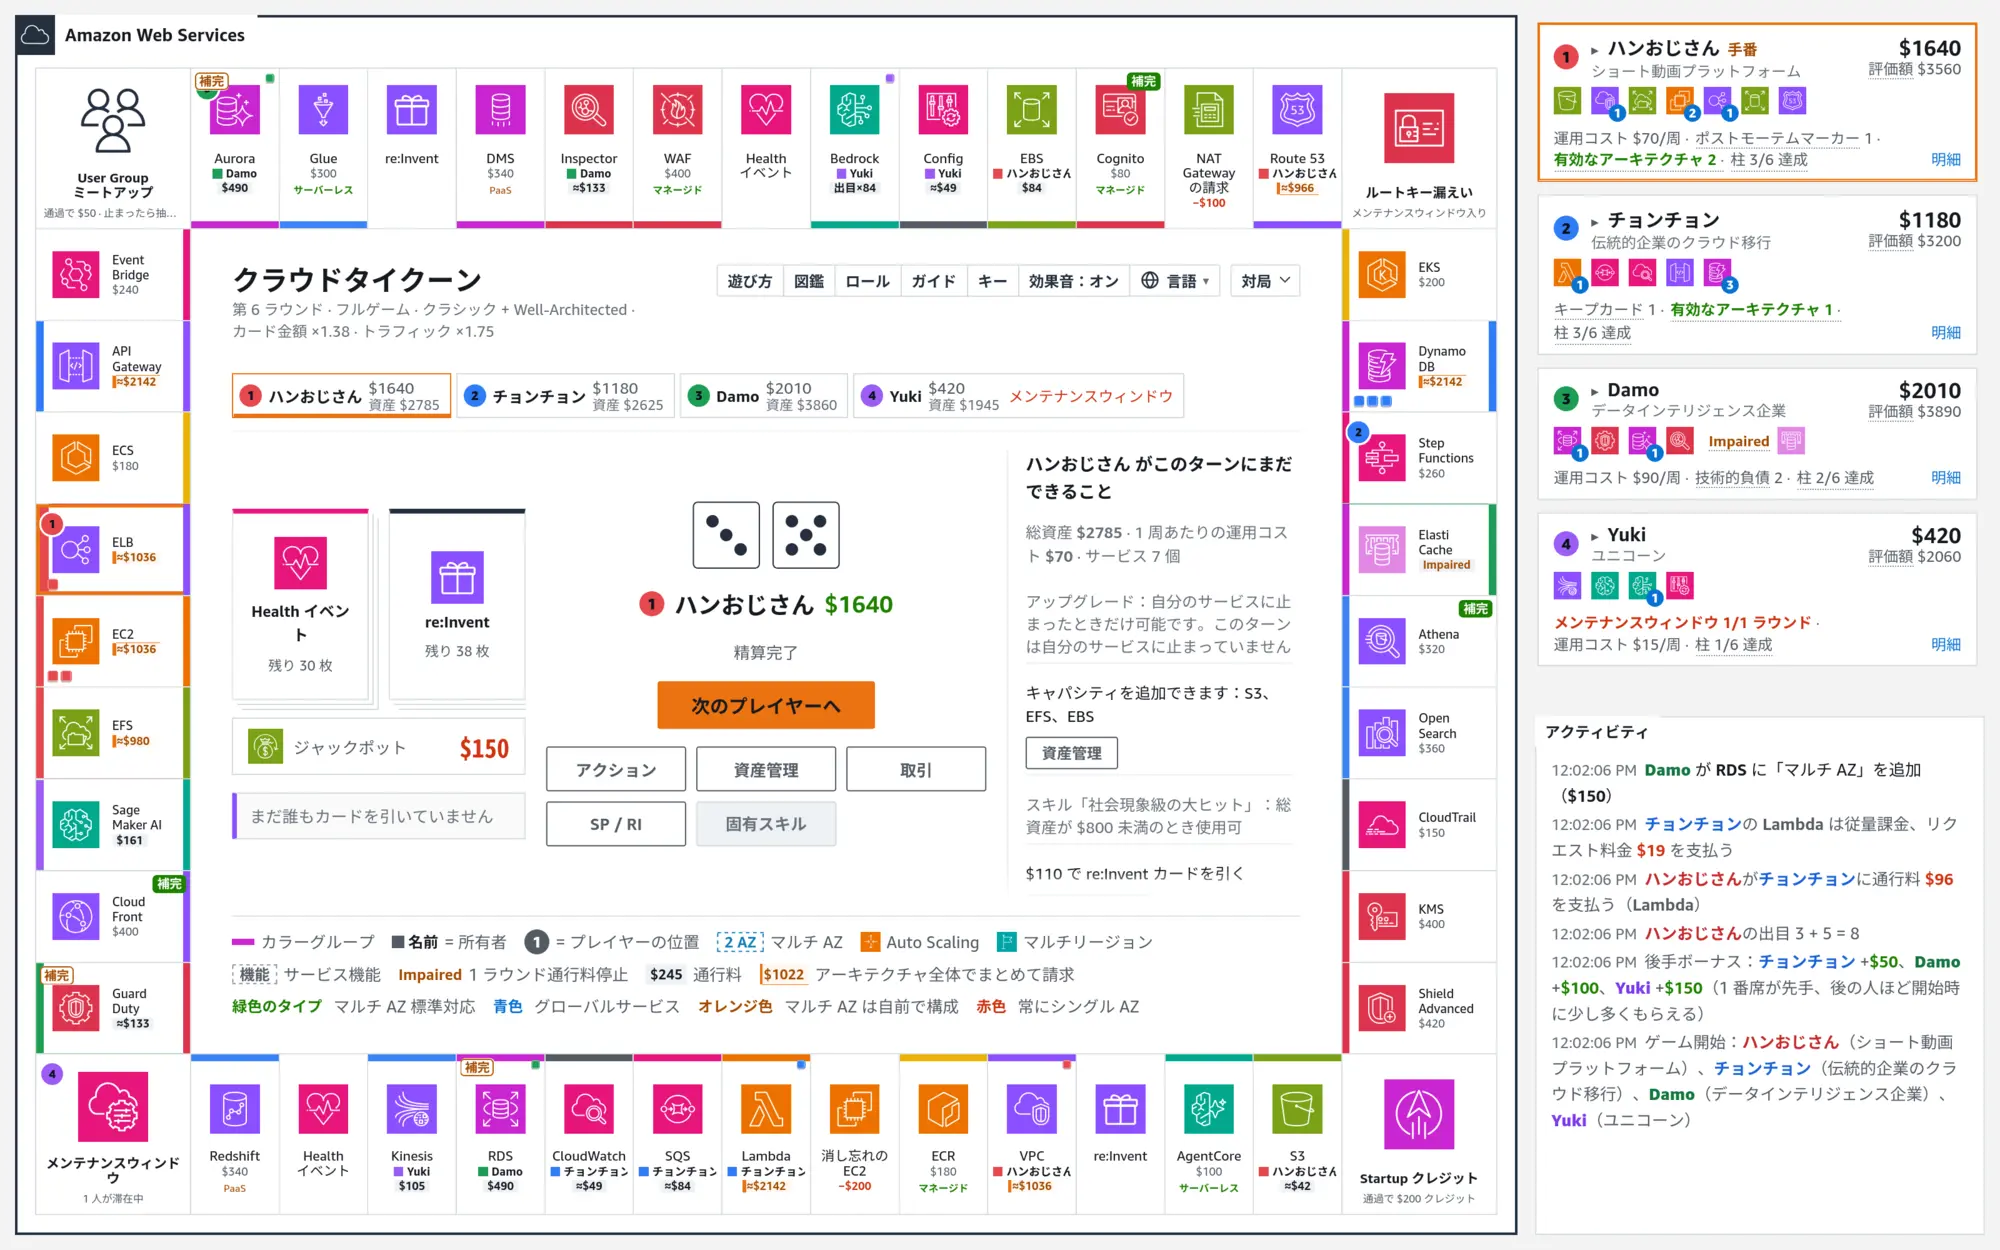 Amazon Web Services
User Group
ミートアップ
通過で $50 · 止まったら抽...
補完
Aurora
Damo
$490
Glue
$300
サーバーレス
re:Invent
DMS
$340
PaaS
Inspector
Damo
≈$133
WAF
$400
マネージド
Health
イベント
Bedrock
Yuki
出目×84
Config
Yuki
≈$49
EBS
ハンおじさん
$84
補完
Cognito
$80
マネージド
NAT
Gateway
の請求
−$100
53
Route 53
ハンおじさん
≈$966
ルートキー漏えい
メンテナンスウィンドウ入り
Event
Bridge
$240
API
Gateway
≈$2142
ECS
$180
1
ELB
≈$1036
EC2
≈$1036
EFS
≈$980
Sage
Maker AI
$161
補完
Cloud
Front
$400
補完
Guard
Duty
≈$133
EKS
$200
Dynamo
DB
≈$2142
2
Step
Functions
$260
Elasti
Cache
Impaired
補完
Athena
$320
Open
Search
$360
CloudTrail
$150
KMS
$400
Shield
Advanced
$420
クラウドタイクーン
遊び方
図鑑
ロール
ガイド
キー
効果音：オン
言語 ▾
対局
第 6 ラウンド · フルゲーム · クラシック + Well-Architected ·
カード金額 ×1.38 · トラフィック ×1.75
1 ハンおじさん $1640 資産 $2785
2 チョンチョン $1180 資産 $2625
3 Damo $2010 資産 $3860
4 Yuki $420 資産 $1945 メンテナンスウィンドウ
Health イベン
ト
残り 30 枚
re:Invent
残り 38 枚
ジャックポット $150
まだ誰もカードを引いていません
1 ハンおじさん $1640
精算完了
次のプレイヤーへ
アクション
資産管理
取引
SP / RI
固有スキル
ハンおじさん がこのターンにまだ
できること
総資産 $2785 · 1 周あたりの運用コス
ト $70 · サービス 7 個
アップグレード：自分のサービスに止
まったときだけ可能です。このターン
は自分のサービスに止まっていません
キャパシティを追加できます：S3、
EFS、EBS
資産管理
スキル「社会現象級の大ヒット」：総
資産が $800 未満のとき使用可
$110 で re:Invent カードを引く
カラーグループ 名前 = 所有者 1 = プレイヤーの位置 2 AZ マルチ AZ Auto Scaling マルチリージョン
機能 サービス機能 Impaired 1 ラウンド通行料停止 $245 通行料 $1022 アーキテクチャ全体でまとめて請求
緑色のタイプ マルチ AZ 標準対応 青色 グローバルサービス オレンジ色 マルチ AZ は自前で構成 赤色 常にシングル AZ
4
メンテナンスウィンド
ウ
1 人が滞在中
Redshift
$340
PaaS
Health
イベント
Kinesis
Yuki
$105
補完
RDS
Damo
$490
CloudWatch
チョンチョン
≈$49
SQS
チョンチョン
≈$84
Lambda
チョンチョン
≈$2142
消し忘れの
EC2
−$200
ECR
$180
マネージド
VPC
ハンおじさん
≈$1036
re:Invent
AgentCore
$100
サーバーレス
S3
ハンおじさん
≈$42
Startup クレジット
通過で $200 クレジット
1 ▸ ハンおじさん 手番 $1640
ショート動画プラットフォーム 評価額 $3560
1 2 1 53
運用コスト $70/周 · ポストモーテムマーカー 1 ·
有効なアーキテクチャ 2 · 柱 3/6 達成 明細
2 ▸ チョンチョン $1180
伝統的企業のクラウド移行 評価額 $3200
1 3
キープカード 1 · 有効なアーキテクチャ 1 ·
柱 3/6 達成 明細
3 ▸ Damo $2010
データインテリジェンス企業 評価額 $3890
1 1 Impaired
運用コスト $90/周 · 技術的負債 2 · 柱 2/6 達成 明細
4 ▸ Yuki $420
ユニコーン 評価額 $2060
1
メンテナンスウィンドウ 1/1 ラウンド ·
運用コスト $15/周 · 柱 1/6 達成 明細
アクティビティ
12:02:06 PM Damo が RDS に「マルチ AZ」を追加
（$150）
12:02:06 PM チョンチョンの Lambda は従量課金、リク
エスト料金 $19 を支払う
12:02:06 PM ハンおじさんがチョンチョンに通行料 $96
を支払う（Lambda）
12:02:06 PM ハンおじさんの出目 3 + 5 = 8
12:02:06 PM 後手ボーナス：チョンチョン +$50、Damo
+$100、Yuki +$150（1 番席が先手、後の人ほど開始時
に少し多くもらえる）
12:02:06 PM ゲーム開始：ハンおじさん（ショート動画
プラットフォーム）、チョンチョン（伝統的企業のクラ
ウド移行）、Damo（データインテリジェンス企業）、
Yuki（ユニコーン）